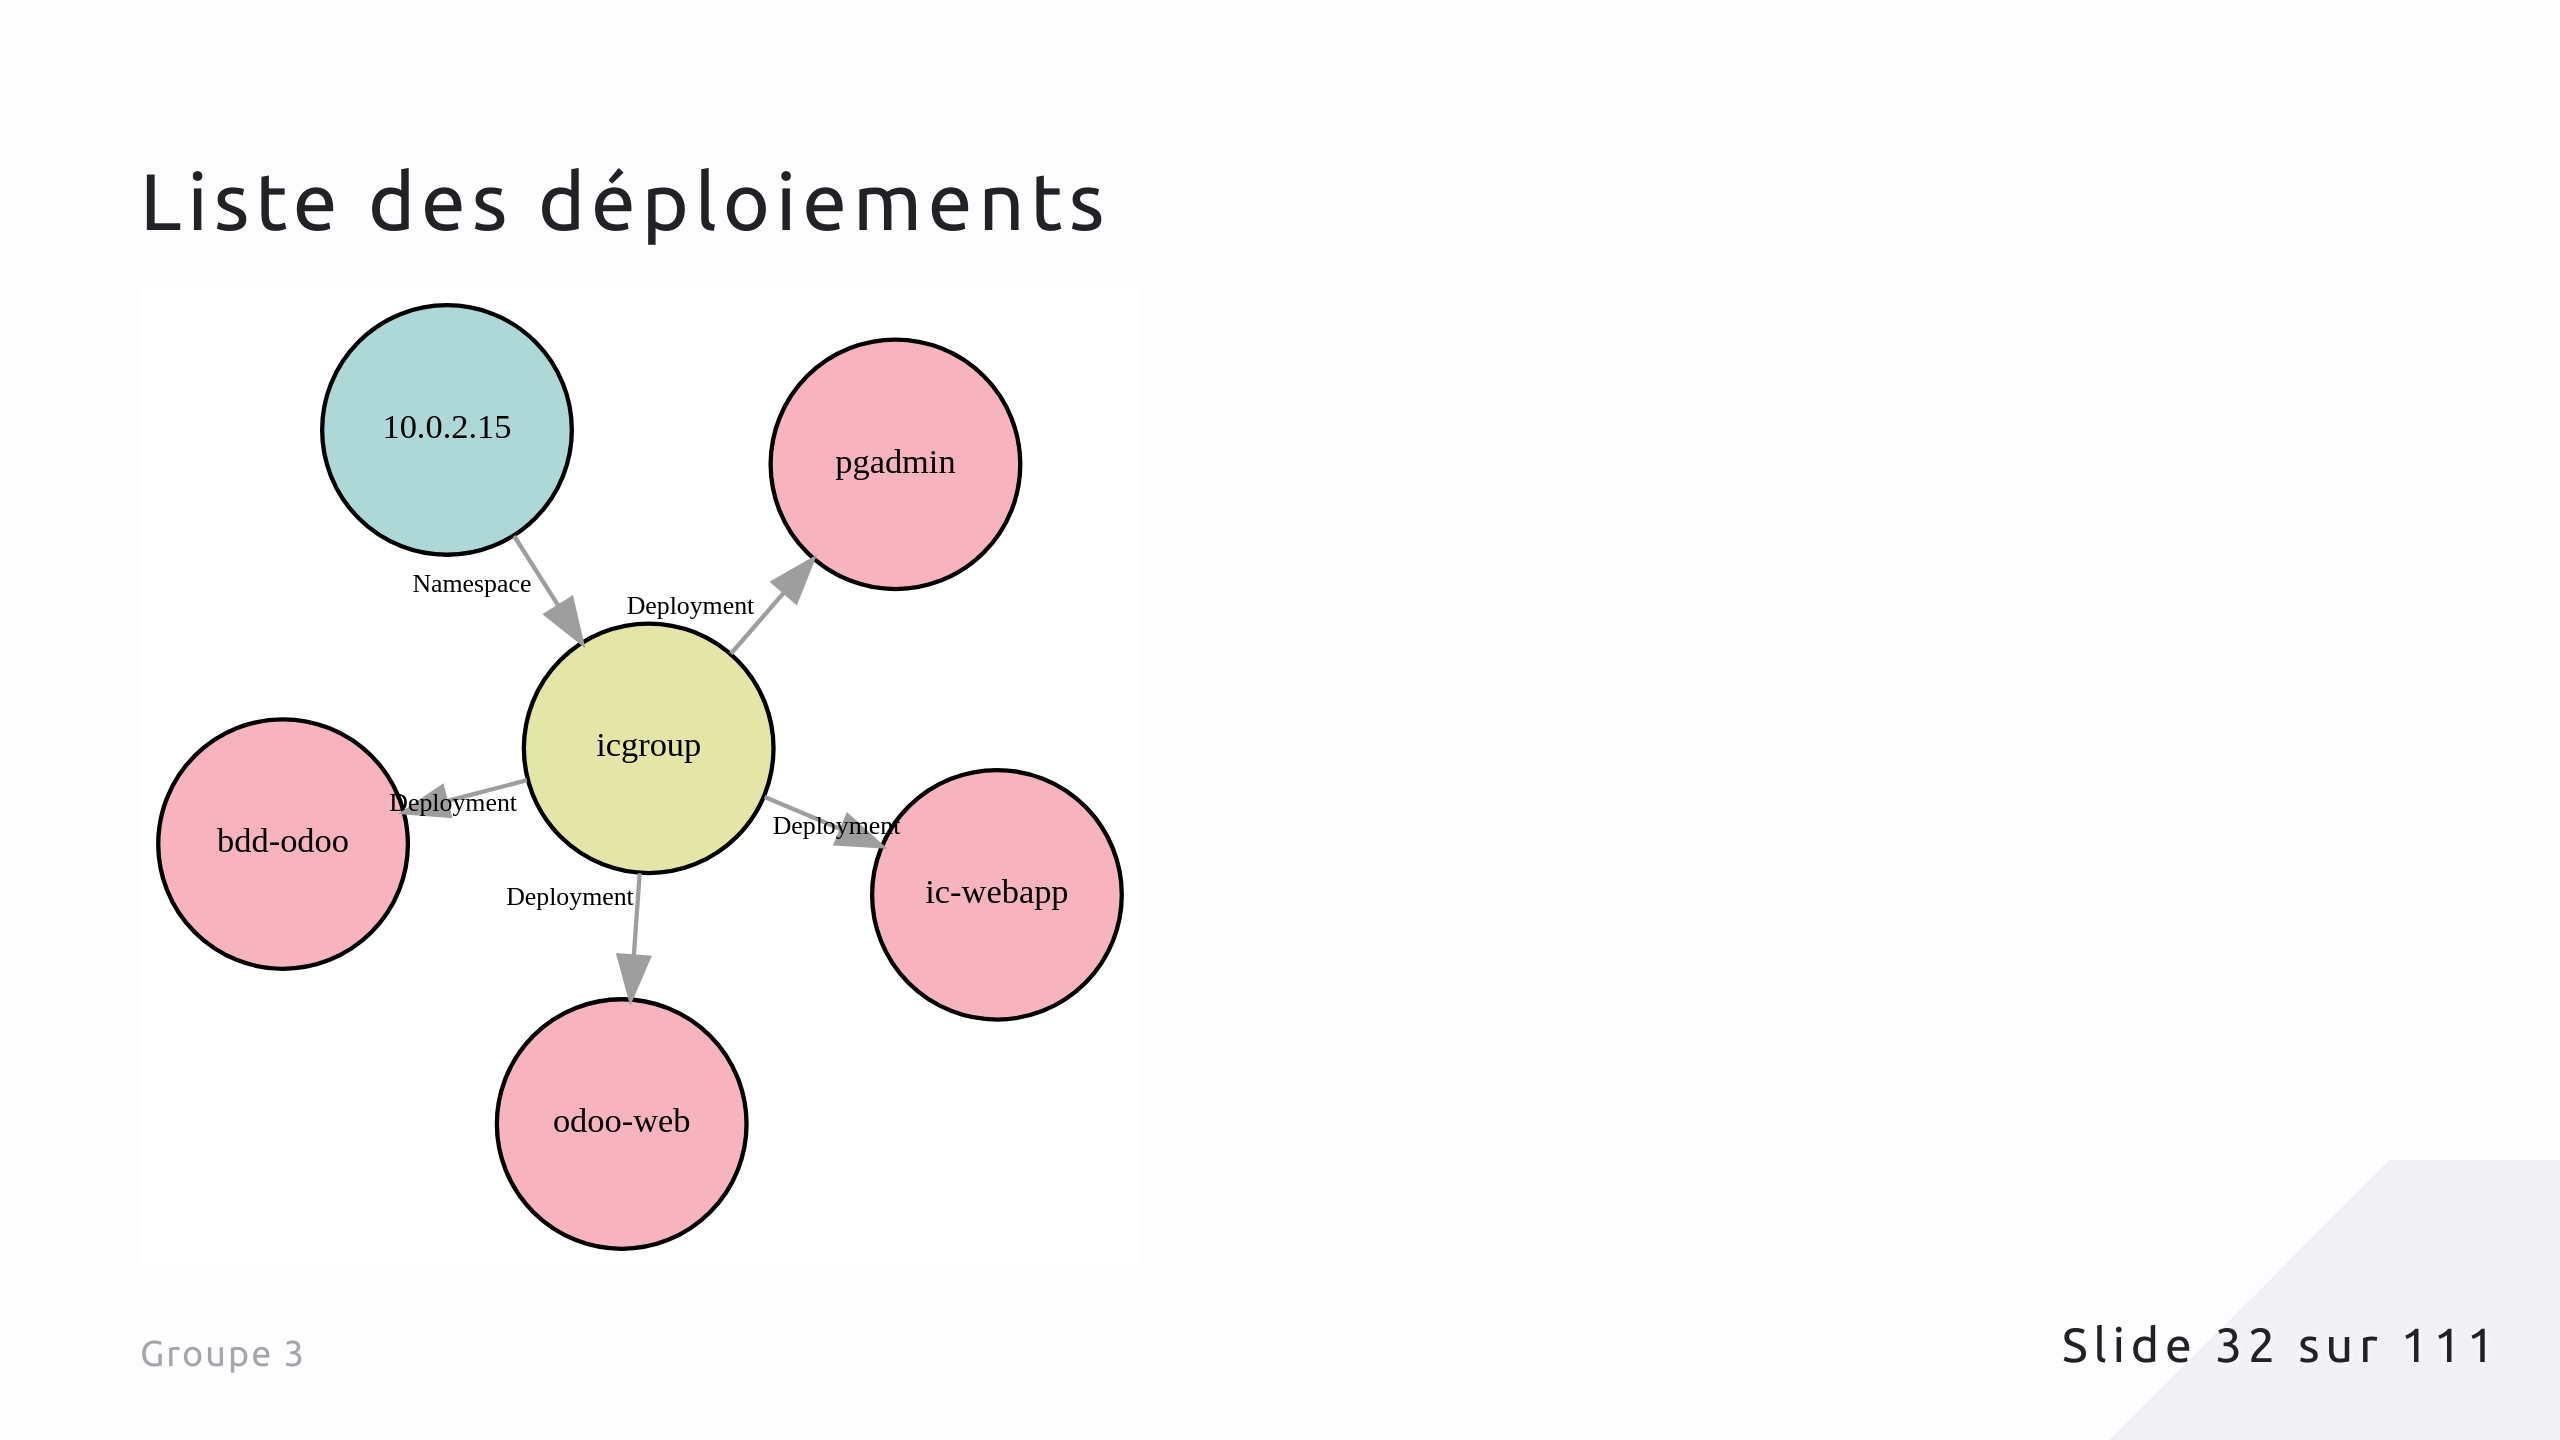 Liste des déploiements
10.0.2.15
pgadmin
Namespace
Deployment
icgroup
Deployment
Deployment
bdd-odoo
ic-webapp
Deployment
odoo-web
Groupe 3
Slide 32 sur 111